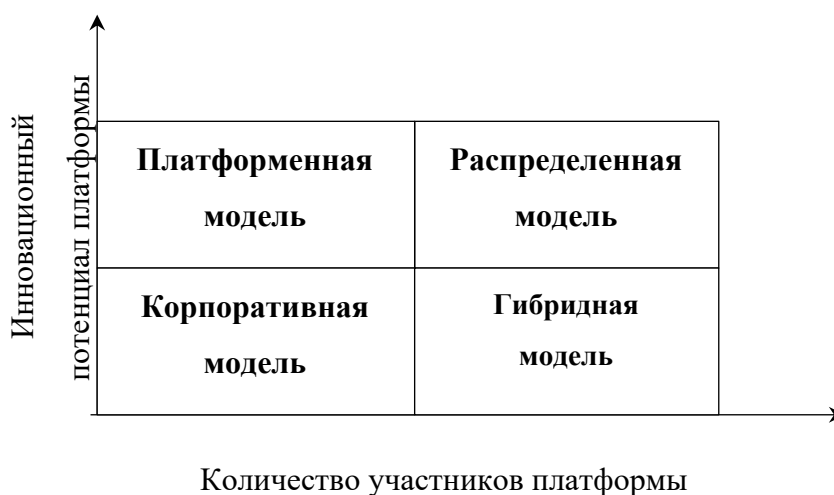 Инновационный
потенциал платформы
Платформенная
модель
Распределенная
модель
Корпоративная
модель
Гибридная
модель
Количество участников платформы